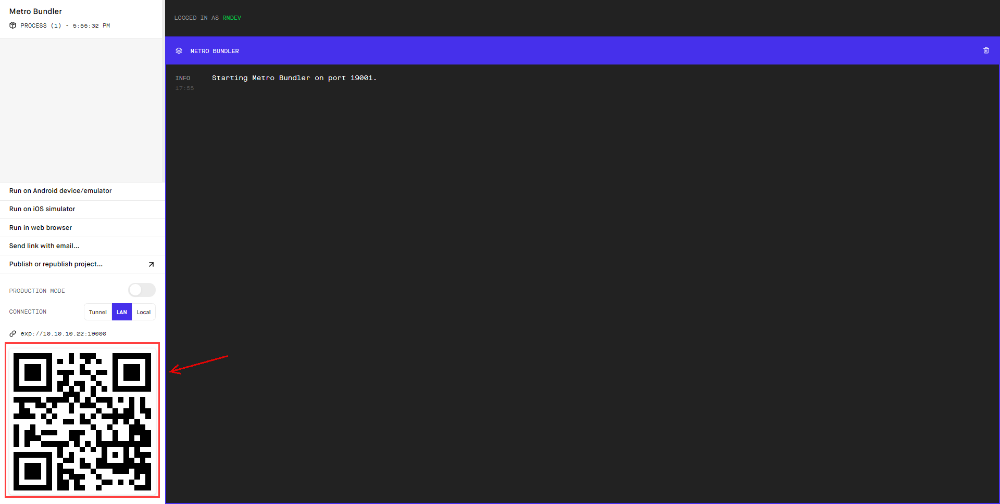 Metro Bundler
PROCESS (1) - 5:55:32 PM
Run on Android device/emulator
Run on iOS simulator
Run in web browser
Send link with email...
Publish or republish project...
PRODUCTION MODE
CONNECTION
Tunnel LAN Local
exp://10.10.10.22:19000
LOGGED IN AS RNDEV
METRO BUNDLER
INFO Starting Metro Bundler on port 19001.
17:55